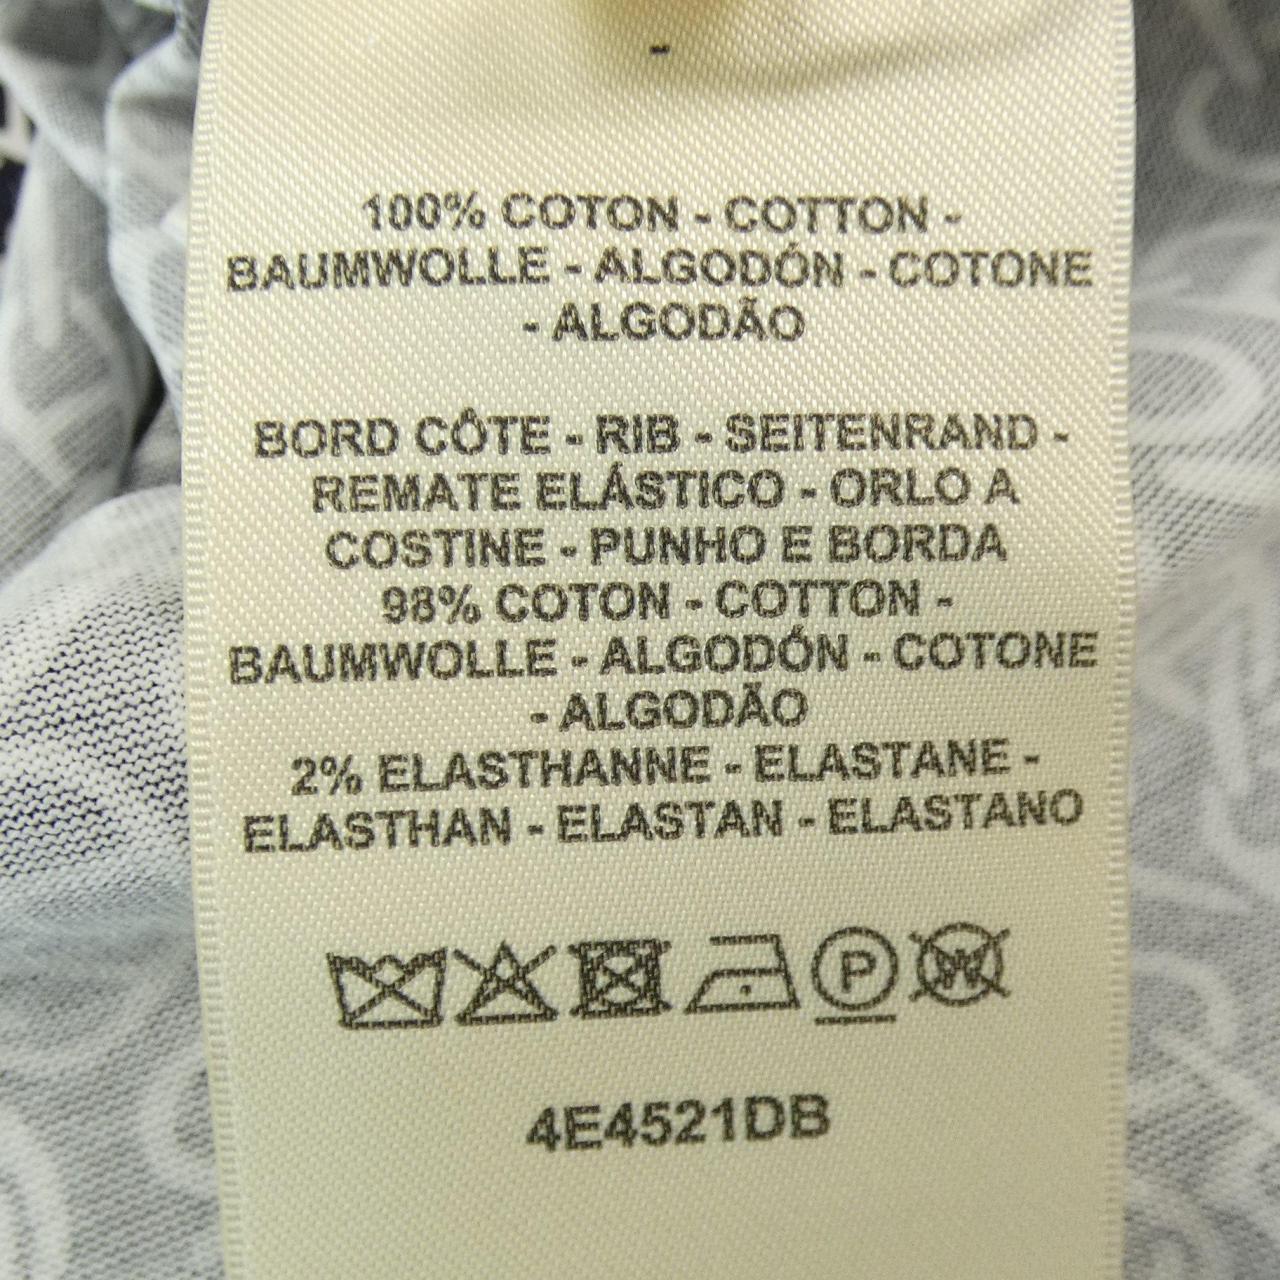 -
100% COTON - COTTON -
BAUMWOLLE - ALGODÓN - COTONE
- ALGODÃO
BORD CÔTE - RIB - SEITENRAND -
REMATE ELÁSTICO - ORLO A
COSTINE - PUNHO E BORDA
98% COTON - COTTON -
BAUMWOLLE - ALGODÓN - COTONE
- ALGODÃO
2% ELASTHANNE - ELASTANE -
ELASTHAN - ELASTAN - ELASTANO
P W
4E4521DB